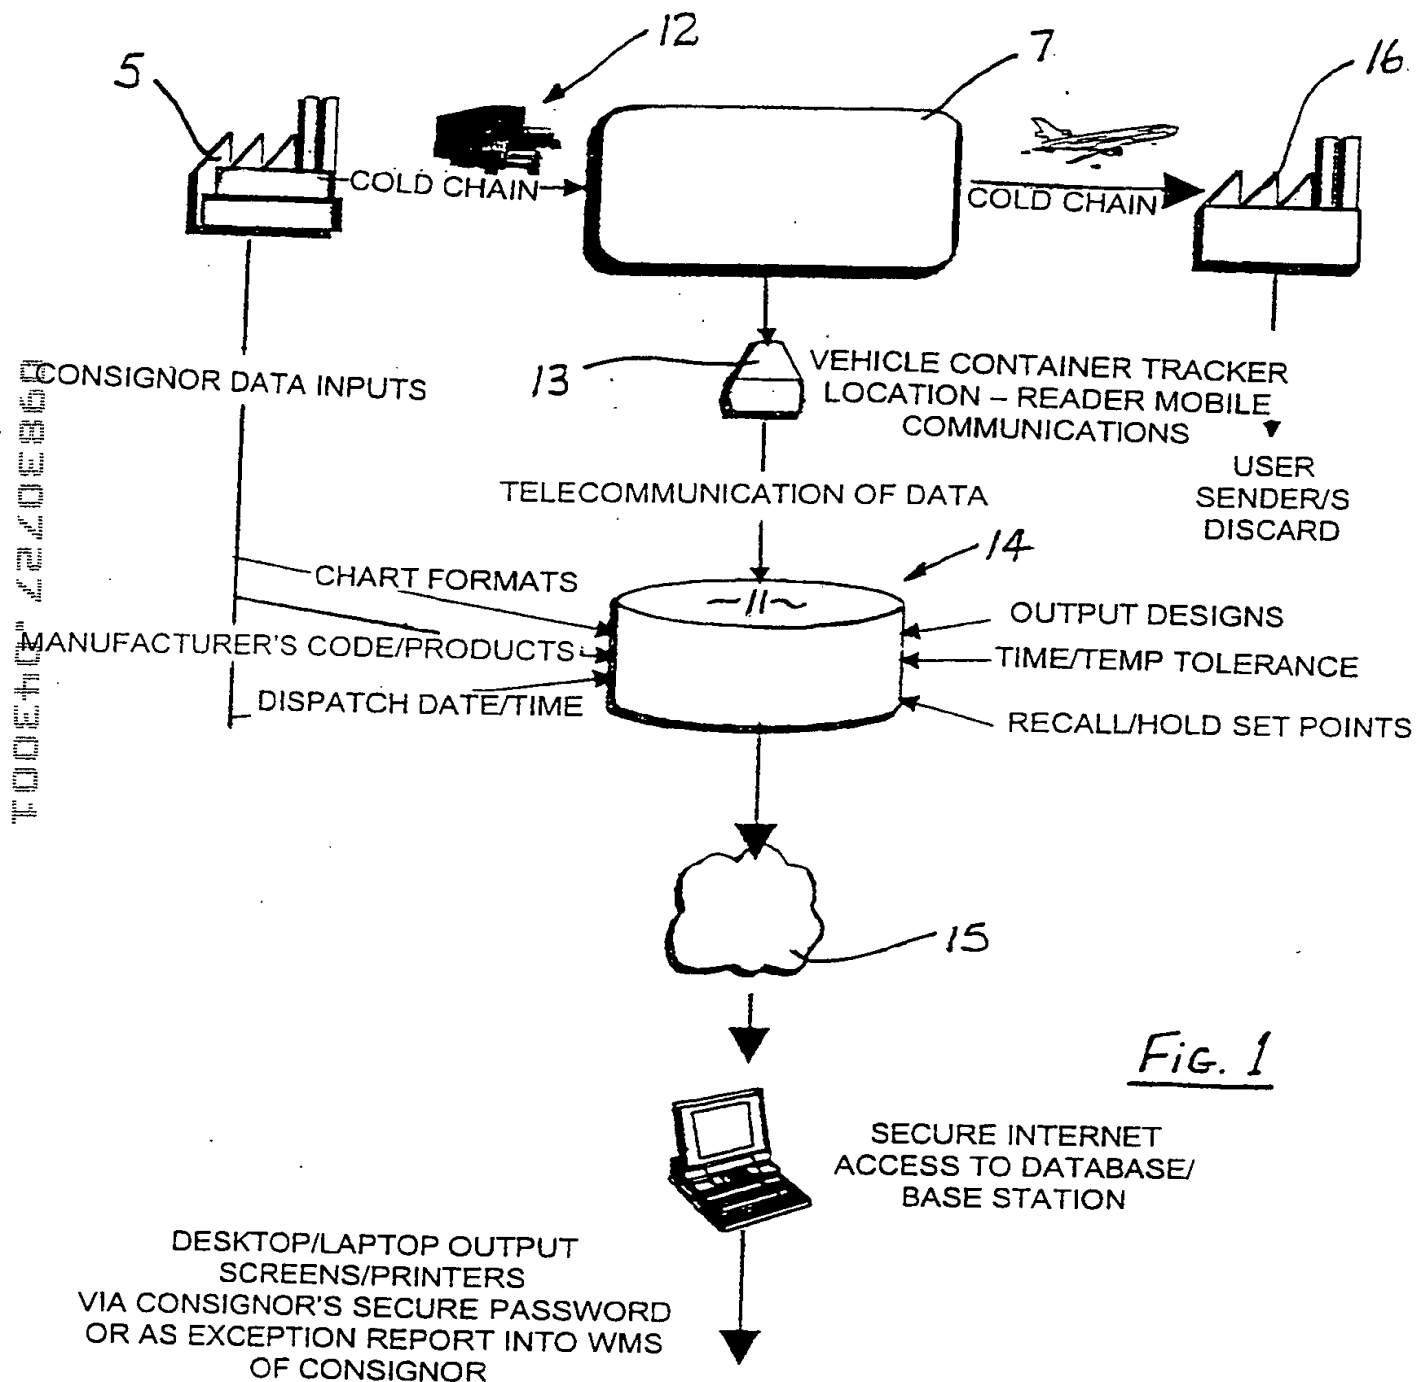 12
7
5
16
COLD CHAIN
COLD CHAIN
13
VEHICLE CONTAINER TRACKER
LOCATION – READER MOBILE
COMMUNICATIONS
CONSIGNOR DATA INPUTS
USER
SENDER/S
DISCARD
TELECOMMUNICATION OF DATA
14
CHART FORMATS
~11~
OUTPUT DESIGNS
MANUFACTURER'S CODE/PRODUCTS
TIME/TEMP TOLERANCE
DISPATCH DATE/TIME
RECALL/HOLD SET POINTS
15
Fig. 1
SECURE INTERNET
ACCESS TO DATABASE/
BASE STATION
DESKTOP/LAPTOP OUTPUT
SCREENS/PRINTERS
VIA CONSIGNOR'S SECURE PASSWORD
OR AS EXCEPTION REPORT INTO WMS
OF CONSIGNOR